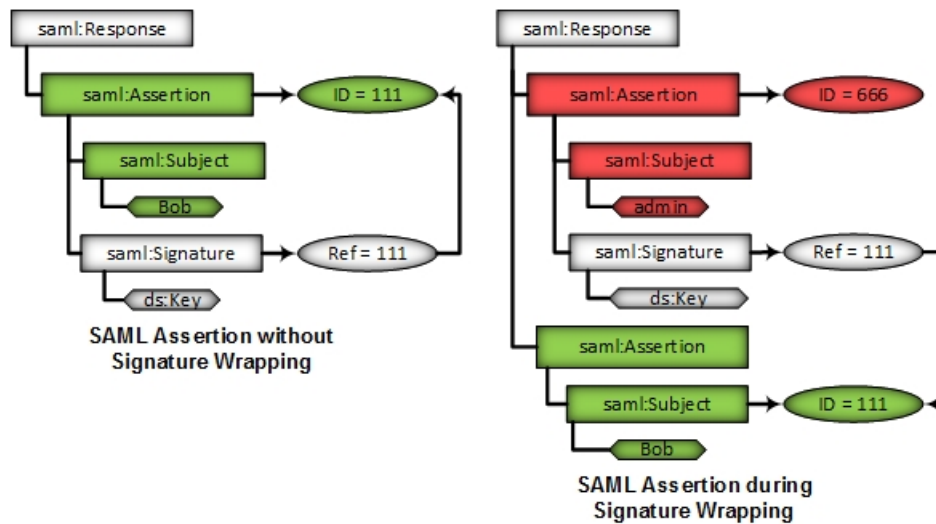 saml:Response
saml:Assertion
ID = 111
saml:Subject
Bob
saml:Signature
Ref = 111
ds:Key
SAML Assertion without
Signature Wrapping
saml:Response
saml:Assertion
ID = 666
saml:Subject
admin
saml:Signature
Ref = 111
ds:Key
saml:Assertion
saml:Subject
ID = 111
Bob
SAML Assertion during
Signature Wrapping